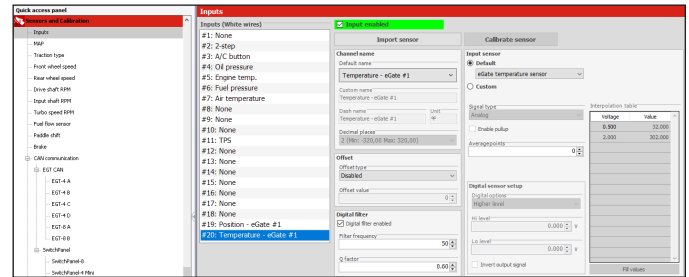 Quick access panel
Sensors and Calibration
Inputs
MAP
Traction type
Front wheel speed
Rear wheel speed
Drive shaft RPM
Input shaft RPM
Turbo speed RPM
Fuel flow sensor
Paddle shift
Brake
CAN communication
EGT CAN
EGT-4 A
EGT-4 B
EGT-4 C
EGT-4 D
EGT-8 A
EGT-8 B
SwitchPanel
SwitchPanel-8
SwitchPanel-4 Mini
Inputs
Inputs (White wires)
#1: None
#2: 2-step
#3: A/C button
#4: Oil pressure
#5: Engine temp.
#6: Fuel pressure
#7: Air temperature
#8: None
#9: None
#10: None
#11: TPS
#12: None
#13: None
#14: None
#15: None
#16: None
#17: None
#18: None
#19: Position - eGate #1
#20: Temperature - eGate #1
Input enabled
Import sensor
Channel name
Default name
Temperature - eGate #1
Custom name
Temperature - eGate #1
Dash name
Unit
Temperature - eGate #1
Decimal places
2 (Min: -320,00 Max: 320,00)
Offset
Offset type
Disabled
Offset value
0
Digital filter
Digital filter enabled
Filter frequency
50
Q factor
0.60
Calibrate sensor
Input sensor
Default
eGate temperature sensor
Custom
Signal type
Analog
Enable pullup
Averagepoints
0
Digital sensor setup
Digital options
Higher level
Hi level
0.000 v
Lo level
0.000 v
Invert output signal
Interpolation table
Voltage Value
0.500 32.000
2.000 302.000
Fill values